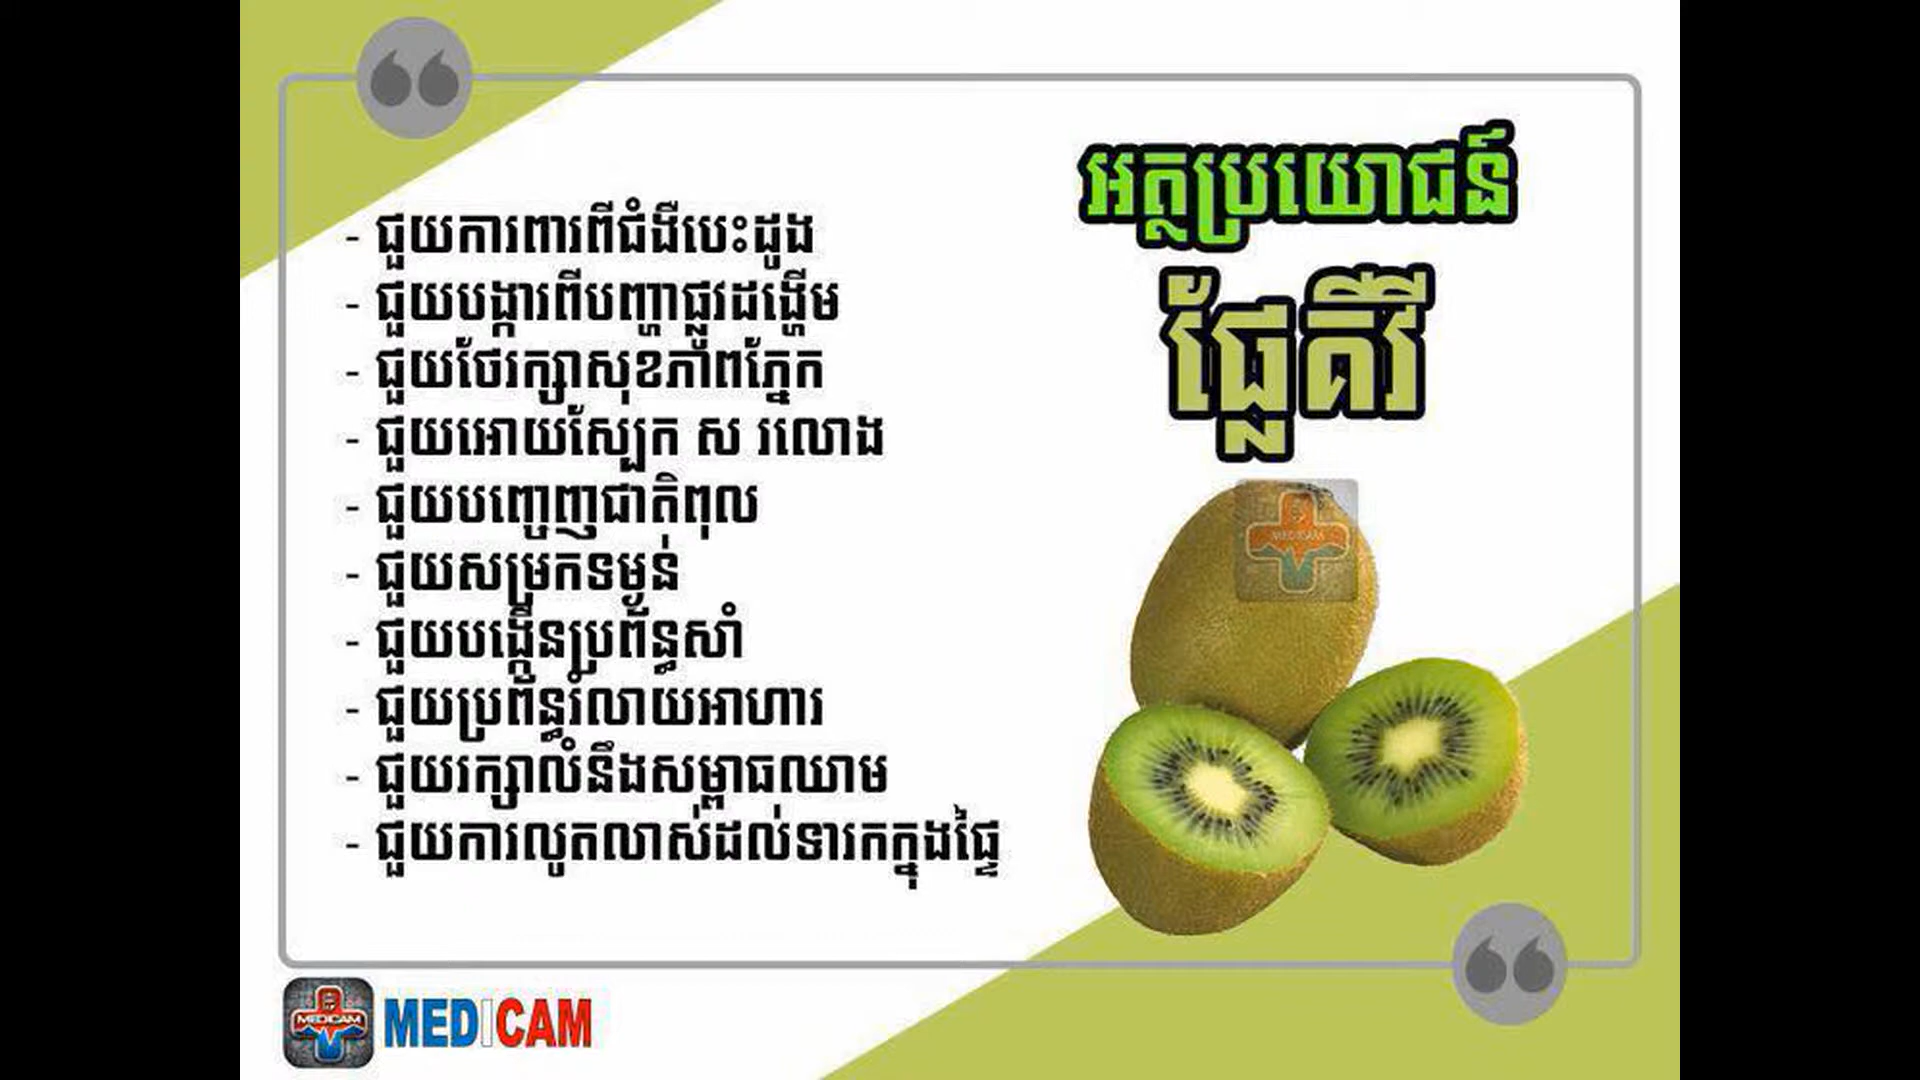 អត្ថប្រយោជន៍
ផ្លែគីវី
- ជួយការពារពីជំងឺបេះដូង
- ជួយបង្ការពីបញ្ហាផ្លូវដង្ហើម
- ជួយថែរក្សាសុខភាពភ្នែក
- ជួយអោយស្បែក ស រលោង
- ជួយបញ្ចេញជាតិពុល
- ជួយសម្រកទម្ងន់
- ជួយបង្កើនប្រព័ន្ធសាំ
- ជួយប្រព័ន្ធរំលាយអាហារ
- ជួយរក្សាលំនឹងសម្ពាធឈាម
- ជួយការលូតលាស់ដល់ទារកក្នុងផ្ទៃ
MEDICAM
MEDICAM
MEDICAM